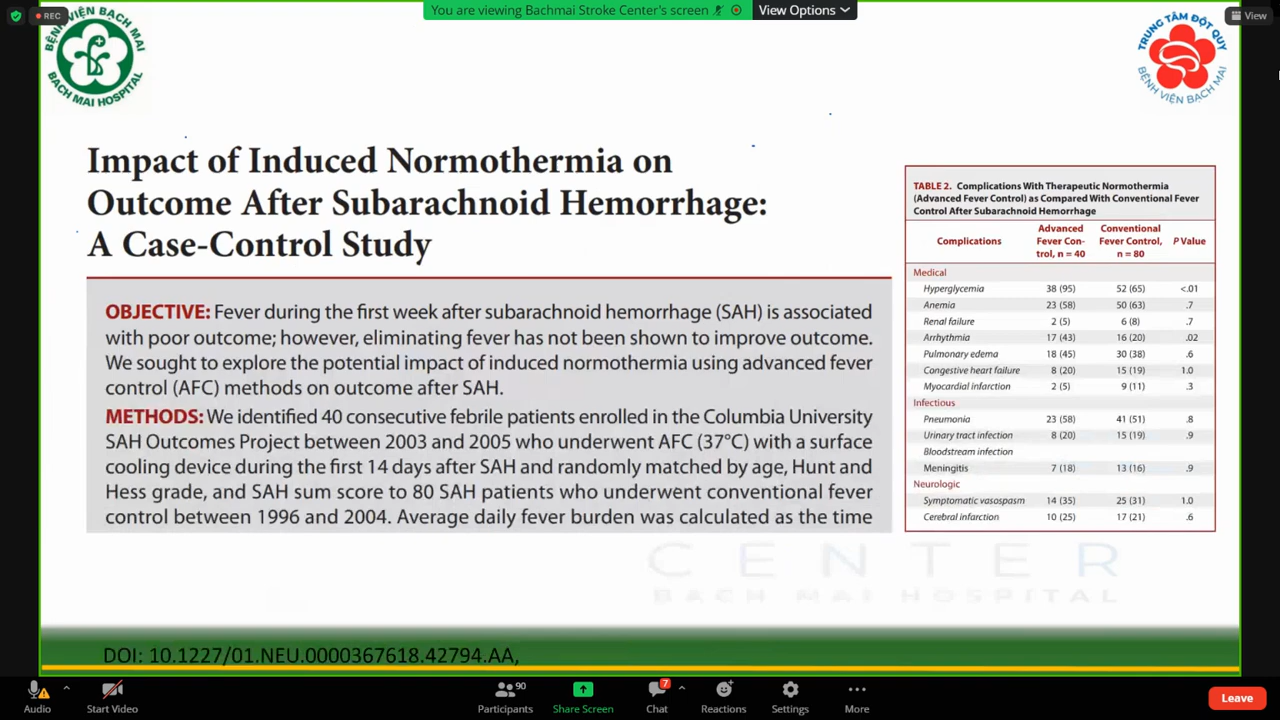 REC
You are viewing Bachmai Stroke Center's screen
View Options
View
BỆNH VIỆN BẠCH MAI
BACH MAI HOSPITAL
TRUNG TÂM ĐỘT QUỴ
BỆNH VIỆN BẠCH MAI
Impact of Induced Normothermia on
Outcome After Subarachnoid Hemorrhage:
A Case-Control Study
OBJECTIVE: Fever during the first week after subarachnoid hemorrhage (SAH) is associated
with poor outcome; however, eliminating fever has not been shown to improve outcome.
We sought to explore the potential impact of induced normothermia using advanced fever
control (AFC) methods on outcome after SAH.
METHODS: We identified 40 consecutive febrile patients enrolled in the Columbia University
SAH Outcomes Project between 2003 and 2005 who underwent AFC (37°C) with a surface
cooling device during the first 14 days after SAH and randomly matched by age, Hunt and
Hess grade, and SAH sum score to 80 SAH patients who underwent conventional fever
control between 1996 and 2004. Average daily fever burden was calculated as the time
TABLE 2. Complications With Therapeutic Normothermia
(Advanced Fever Control) as Compared With Conventional Fever
Control After Subarachnoid Hemorrhage
Complications Advanced Fever Con-trol, n = 40 Conventional Fever Control, n = 80 P Value
Medical
Hyperglycemia 38 (95) 52 (65) <.01
Anemia 23 (58) 50 (63) .7
Renal failure 2 (5) 6 (8) .7
Arrhythmia 17 (43) 16 (20) .02
Pulmonary edema 18 (45) 30 (38) .6
Congestive heart failure 8 (20) 15 (19) 1.0
Myocardial infarction 2 (5) 9 (11) .3
Infectious
Pneumonia 23 (58) 41 (51) .8
Urinary tract infection 8 (20) 15 (19) .9
Bloodstream infection
Meningitis 7 (18) 13 (16) .9
Neurologic
Symptomatic vasospasm 14 (35) 25 (31) 1.0
Cerebral infarction 10 (25) 17 (21) .6
CENTER
BACH MAI HOSPITAL
DOI: 10.1227/01.NEU.0000367618.42794.AA,
90
7
Audio
Start Video
Participants
Share Screen
Chat
Reactions
Settings
More
Leave